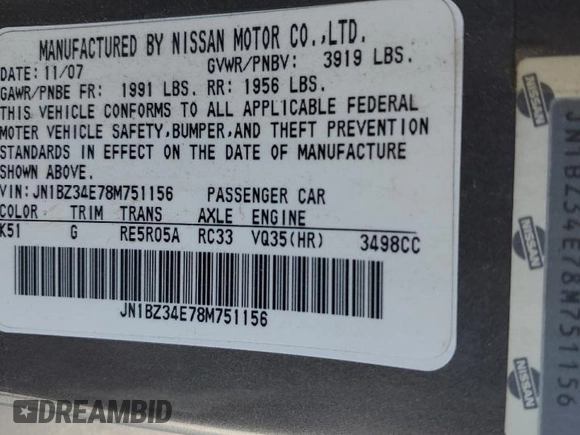 MANUFACTURED BY NISSAN MOTOR CO.,LTD.
DATE: 11/07 GVWR/PNBV: 3919 LBS.
GAWR/PNBE FR: 1991 LBS. RR: 1956 LBS.
THIS VEHICLE CONFORMS TO ALL APPLICABLE FEDERAL
MOTER VEHICLE SAFETY,BUMPER,AND THEFT PREVENTION
STANDARDS IN EFFECT ON THE DATE OF MANUFACTURE
SHOWN ABOVE.
VIN:JN1BZ34E78M751156 PASSENGER CAR
COLOR TRIM TRANS AXLE ENGINE
K51 G RE5R05A RC33 VQ35(HR) 3498CC
JN1BZ34E78M751156
JN1BZ34E78M751156
NISSAN
NISSAN
NISSAN
NISSAN
NISSAN
DREAMBID